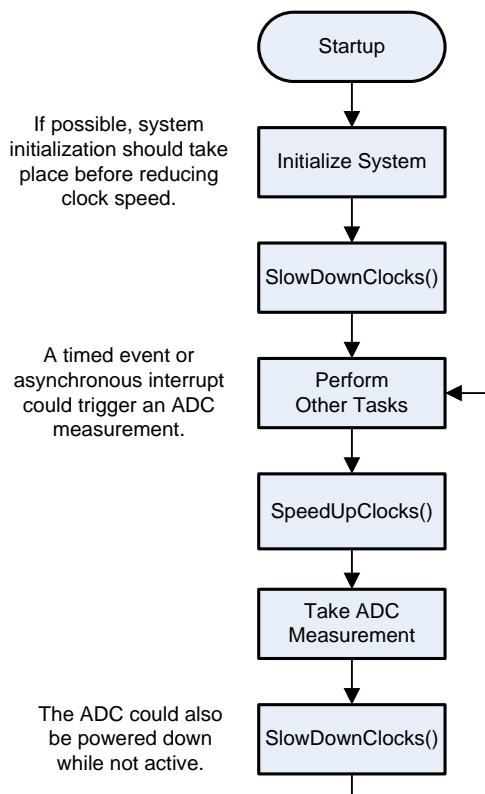 Startup
If possible, system
initialization should take
place before reducing
clock speed.
Initialize System
SlowDownClocks()
A timed event or
asynchronous interrupt
could trigger an ADC
measurement.
Perform
Other Tasks
SpeedUpClocks()
Take ADC
Measurement
The ADC could also
be powered down
while not active.
SlowDownClocks()